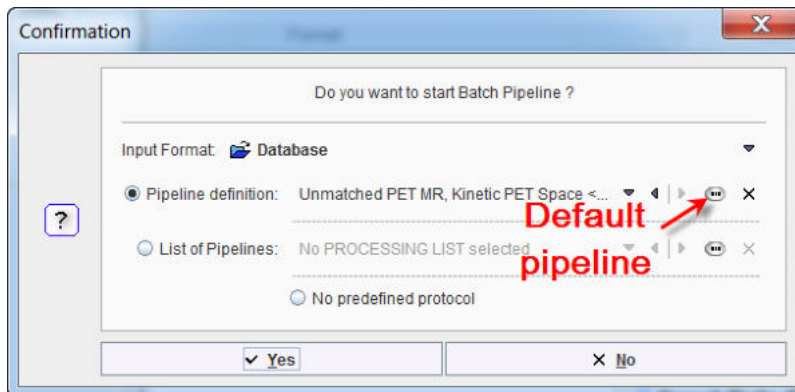 Confirmation
Do you want to start Batch Pipeline ?
Input Format: Database
Pipeline definition: Unmatched PET MR, Kinetic PET Space <...
Default
pipeline
List of Pipelines: No PROCESSING LIST selected
No predefined protocol
Yes No